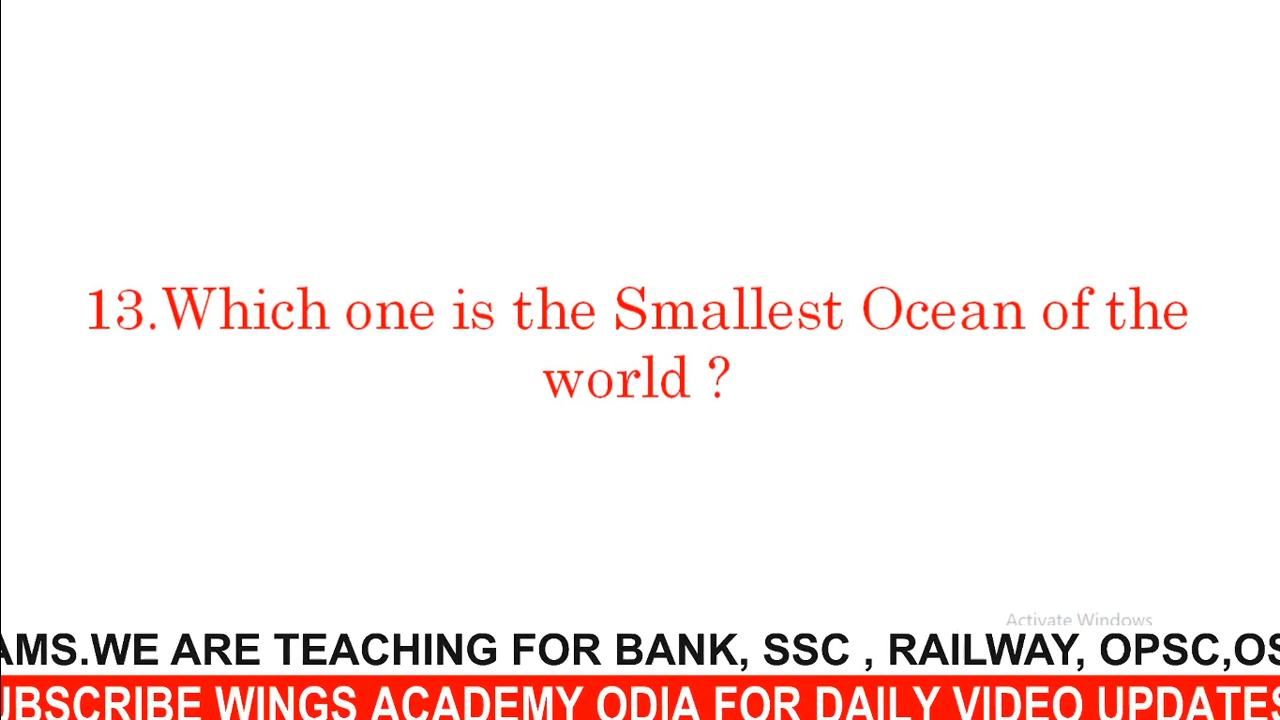 13.Which one is the Smallest Ocean of the
world ?
Activate Windows
AMS.WE ARE TEACHING FOR BANK, SSC , RAILWAY, OPSC,OS
UBSCRIBE WINGS ACADEMY ODIA FOR DAILY VIDEO UPDATES